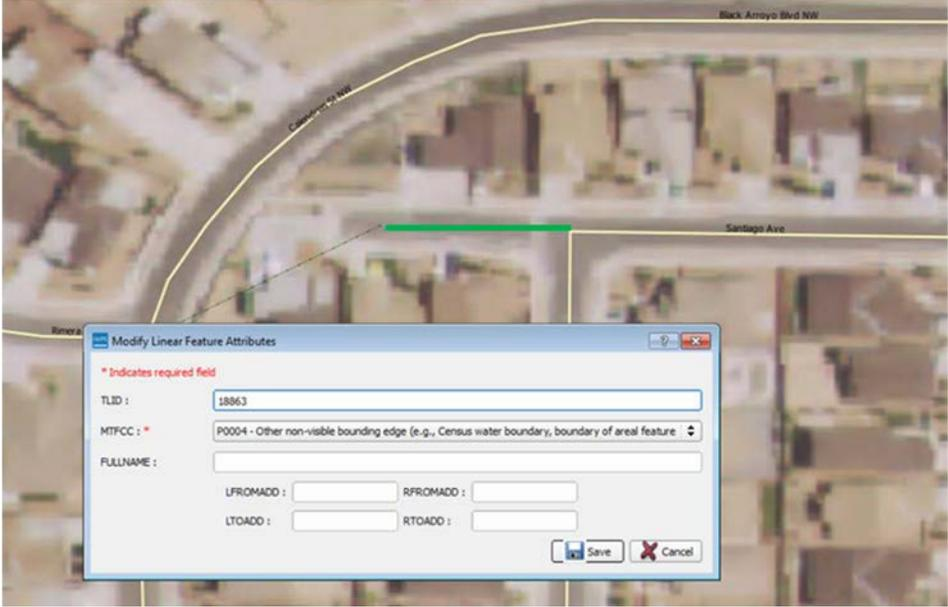 Black Arroyo Blvd NW
Santiago Ave
Rimera
Modify Linear Feature Attributes
* Indicates required field
TLID :
18863
MTFCC : *
P0004 - Other non-visible bounding edge (e.g., Census water boundary, boundary of areal feature
FULLNAME :
LFROMADD :
RFROMADD :
LTOADD :
RTOADD :
Save
Cancel